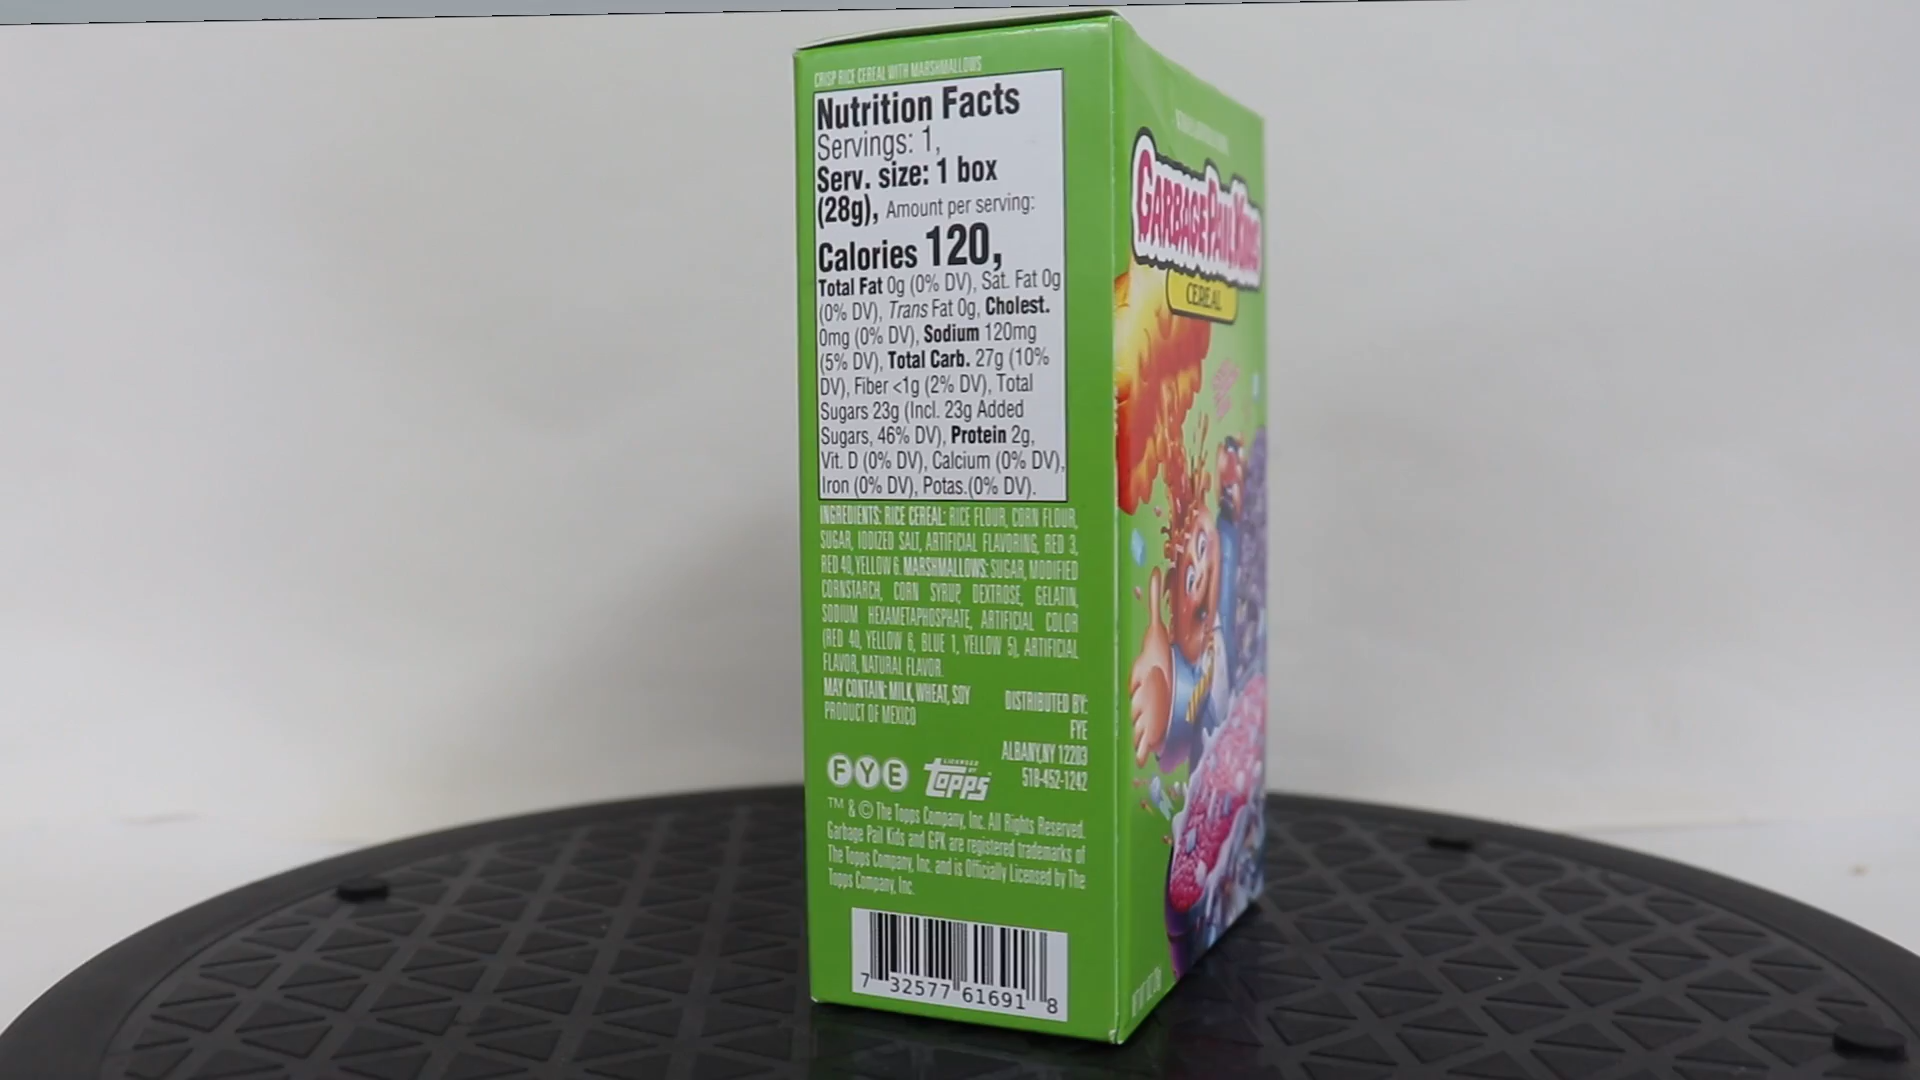 CRISP RICE CEREAL WITH MARSHMALLOWS
Nutrition Facts
Servings: 1,
Serv. size: 1 box
(28g), Amount per serving:
Calories 120,
Total Fat 0g (0% DV), Sat. Fat 0g
(0% DV), Trans Fat 0g, Cholest.
0mg (0% DV), Sodium 120mg
(5% DV), Total Carb. 27g (10%
DV), Fiber <1g (2% DV), Total
Sugars 23g (Incl. 23g Added
Sugars, 46% DV), Protein 2g,
Vit. D (0% DV), Calcium (0% DV),
Iron (0% DV), Potas.(0% DV).
INGREDIENTS: RICE CEREAL: RICE FLOUR, CORN FLOUR,
SUGAR, IODIZED SALT, ARTIFICIAL FLAVORING, RED 3,
RED 40, YELLOW 6. MARSHMALLOWS: SUGAR, MODIFIED
CORNSTARCH, CORN SYRUP, DEXTROSE, GELATIN,
SODIUM HEXAMETAPHOSPHATE, ARTIFICIAL COLOR
(RED 40, YELLOW 6, BLUE 1, YELLOW 5), ARTIFICIAL
FLAVOR, NATURAL FLAVOR.
MAY CONTAIN: MILK, WHEAT, SOY
PRODUCT OF MEXICO
DISTRIBUTED BY:
FYE
ALBANY,NY 12203
518-452-1242
FYE
LICENSED BY
Topps
™ & © The Topps Company, Inc. All Rights Reserved.
Garbage Pail Kids and GPK are registered trademarks of
The Topps Company, Inc. and is Officially Licensed by The
Topps Company, Inc.
7 32577 61691 8
GARBAGE PAIL KIDS
CEREAL